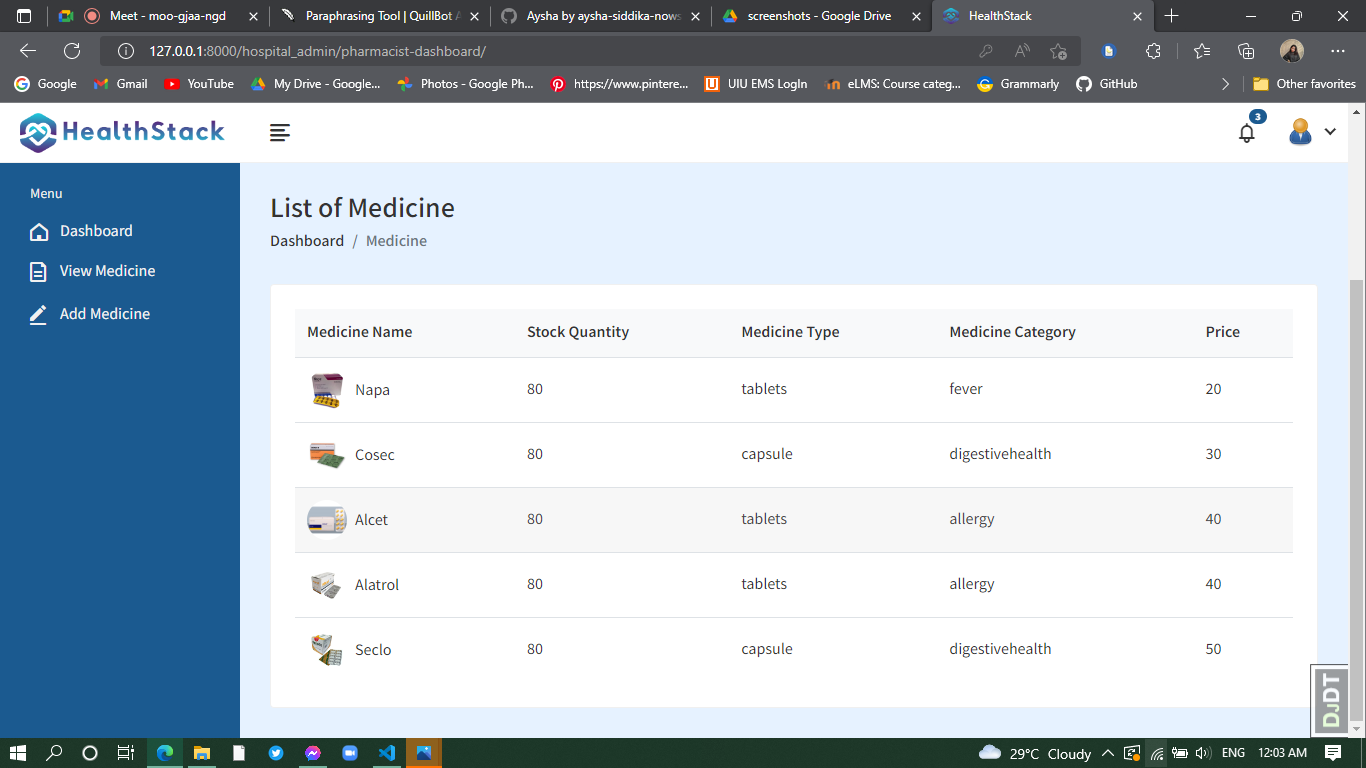 Meet - moo-gjaa-ngd
Paraphrasing Tool | QuillBot A
Aysha by aysha-siddika-nows
screenshots - Google Drive
HealthStack
127.0.0.1:8000/hospital_admin/pharmacist-dashboard/
Google
Gmail
YouTube
My Drive - Google...
Photos - Google Ph...
https://www.pintere...
UIU EMS LogIn
eLMS: Course categ...
Grammarly
GitHub
Other favorites
HealthStack
3
Menu
Dashboard
View Medicine
Add Medicine
List of Medicine
Dashboard / Medicine
Medicine Name Stock Quantity Medicine Type Medicine Category Price
Napa 80 tablets fever 20
Cosec 80 capsule digestivehealth 30
Alcet 80 tablets allergy 40
Alatrol 80 tablets allergy 40
Seclo 80 capsule digestivehealth 50
DJDT
29°C Cloudy
ENG
12:03 AM